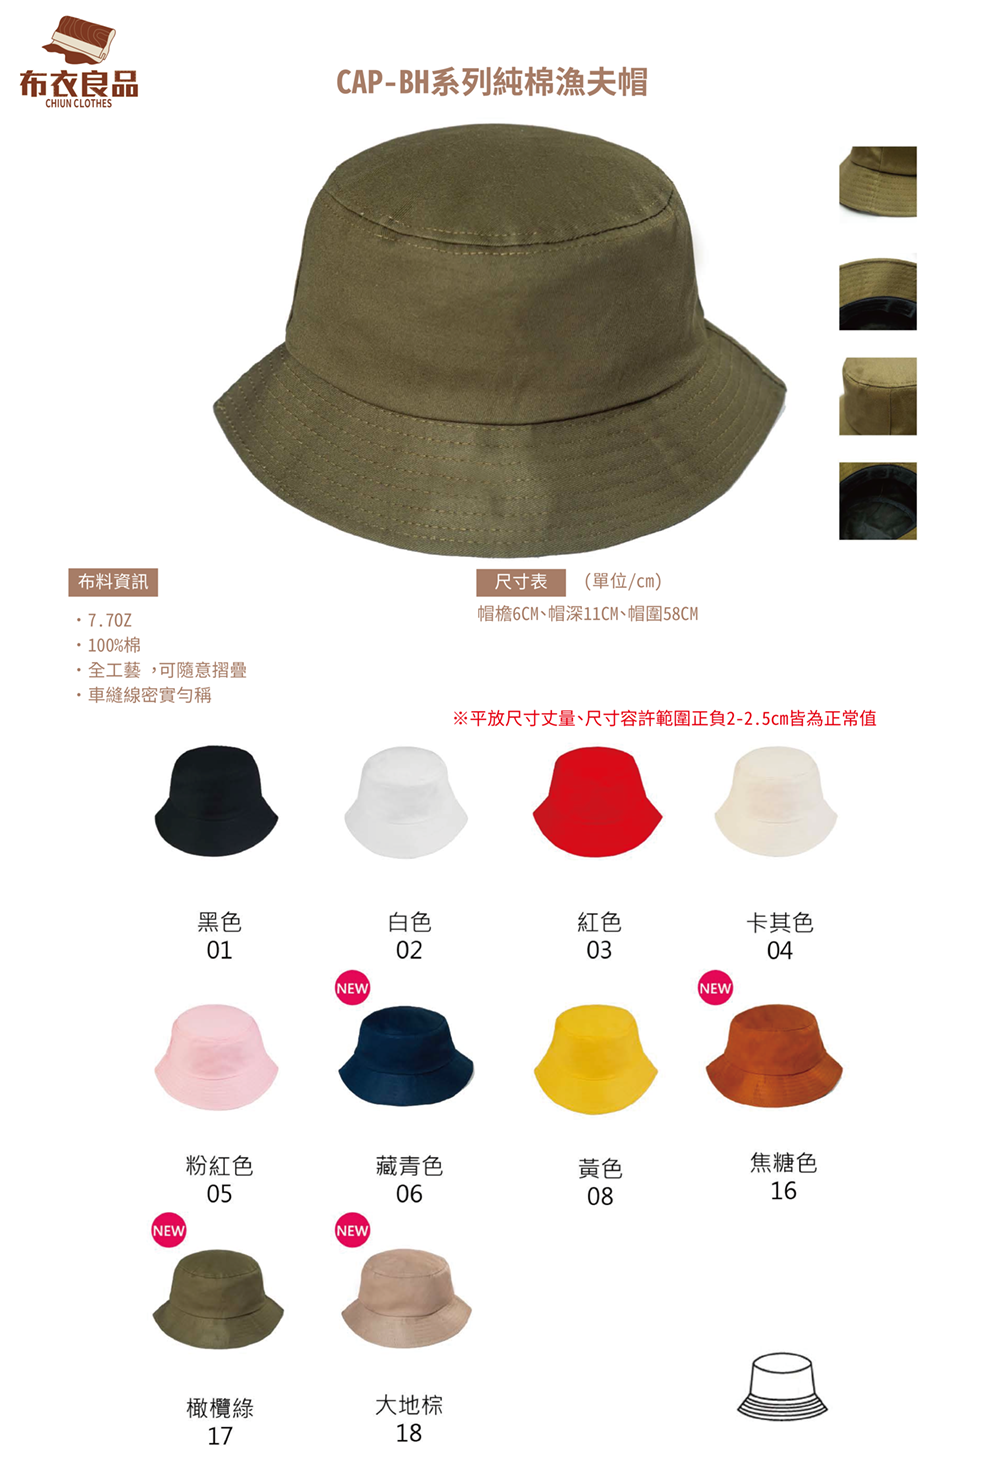 布衣良品
CHIUN CLOTHES
CAP-BH系列純棉漁夫帽
布料資訊
・7.7OZ
・100%棉
・全工藝，可隨意摺疊
・車縫線密實勻稱
尺寸表 (單位/cm)
帽檐6CM、帽深11CM、帽圍58CM
※平放尺寸丈量、尺寸容許範圍正負2-2.5cm皆為正常值
黑色
01
白色
02
紅色
03
卡其色
04
粉紅色
05
NEW
藏青色
06
黃色
08
NEW
焦糖色
16
NEW
橄欖綠
17
NEW
大地棕
18